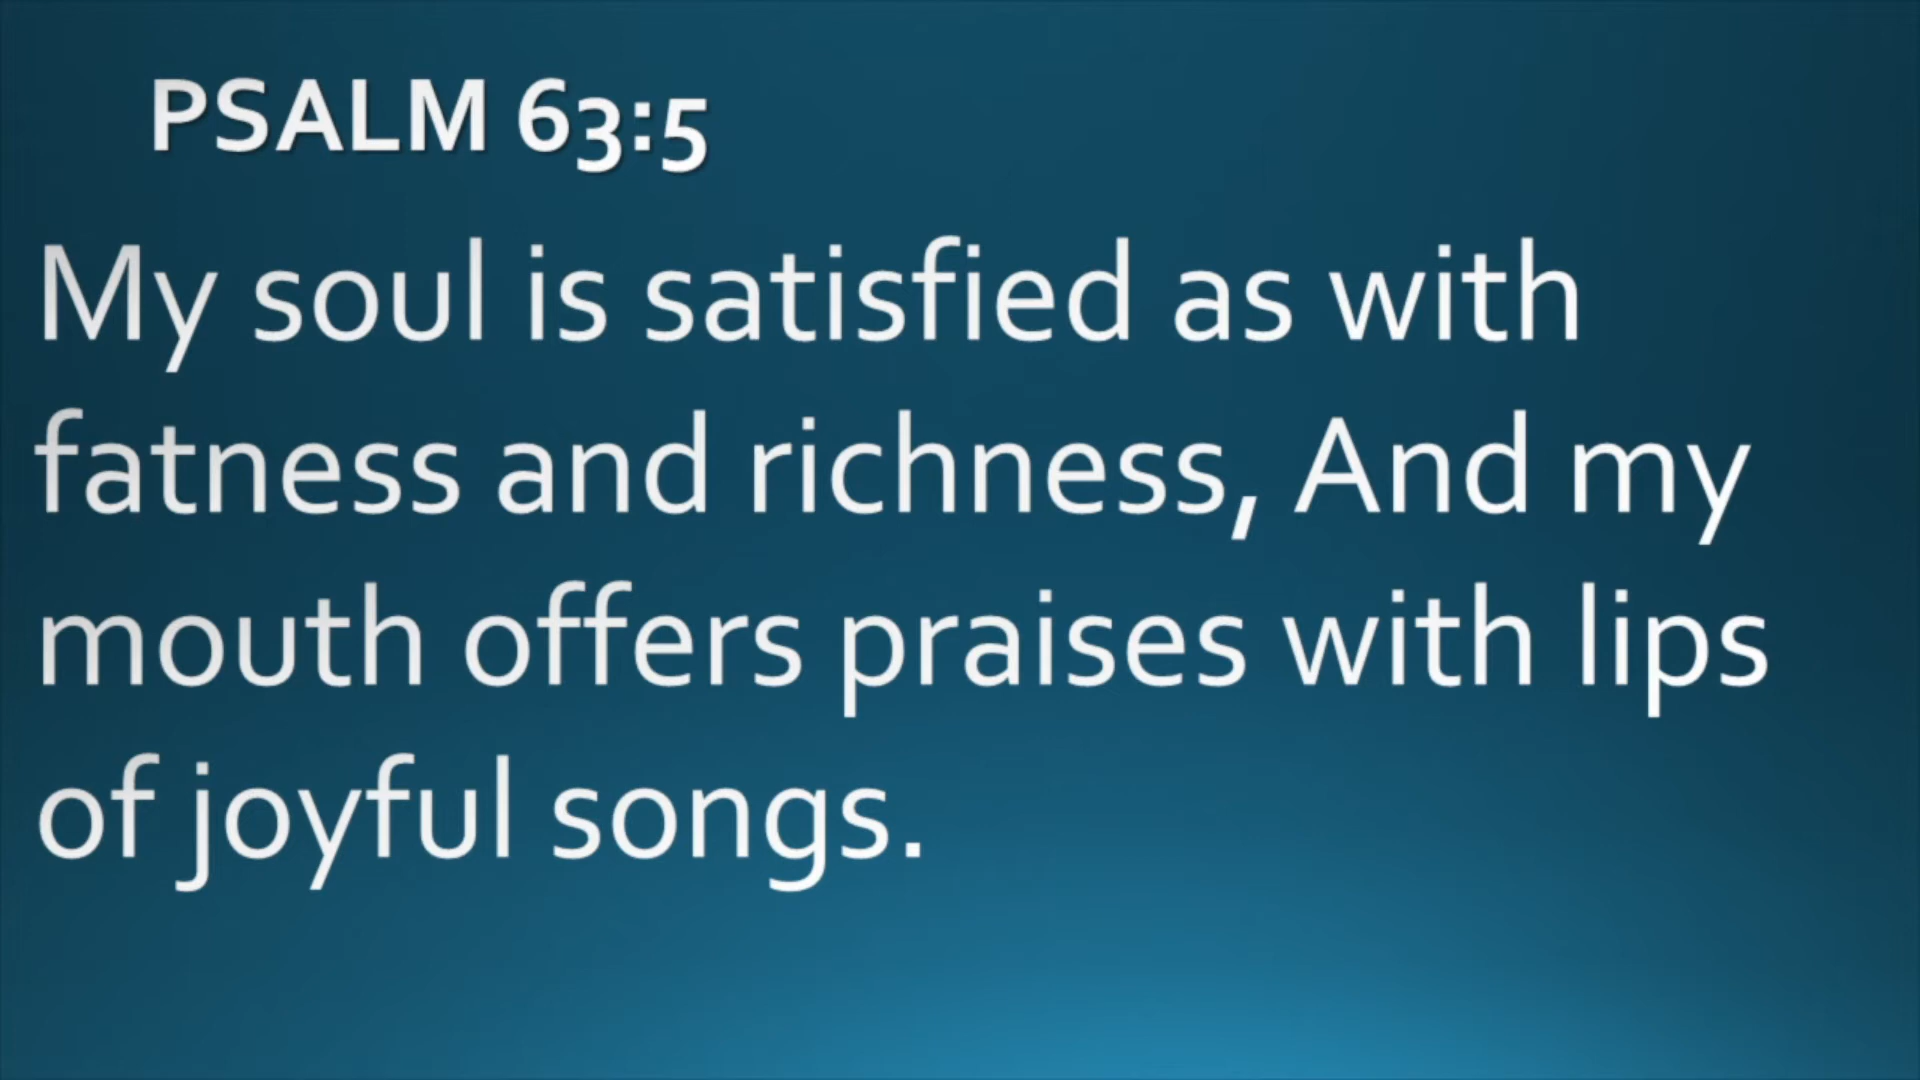 PSALM 63:5
My soul is satisfied as with
fatness and richness, And my
mouth offers praises with lips
of joyful songs.